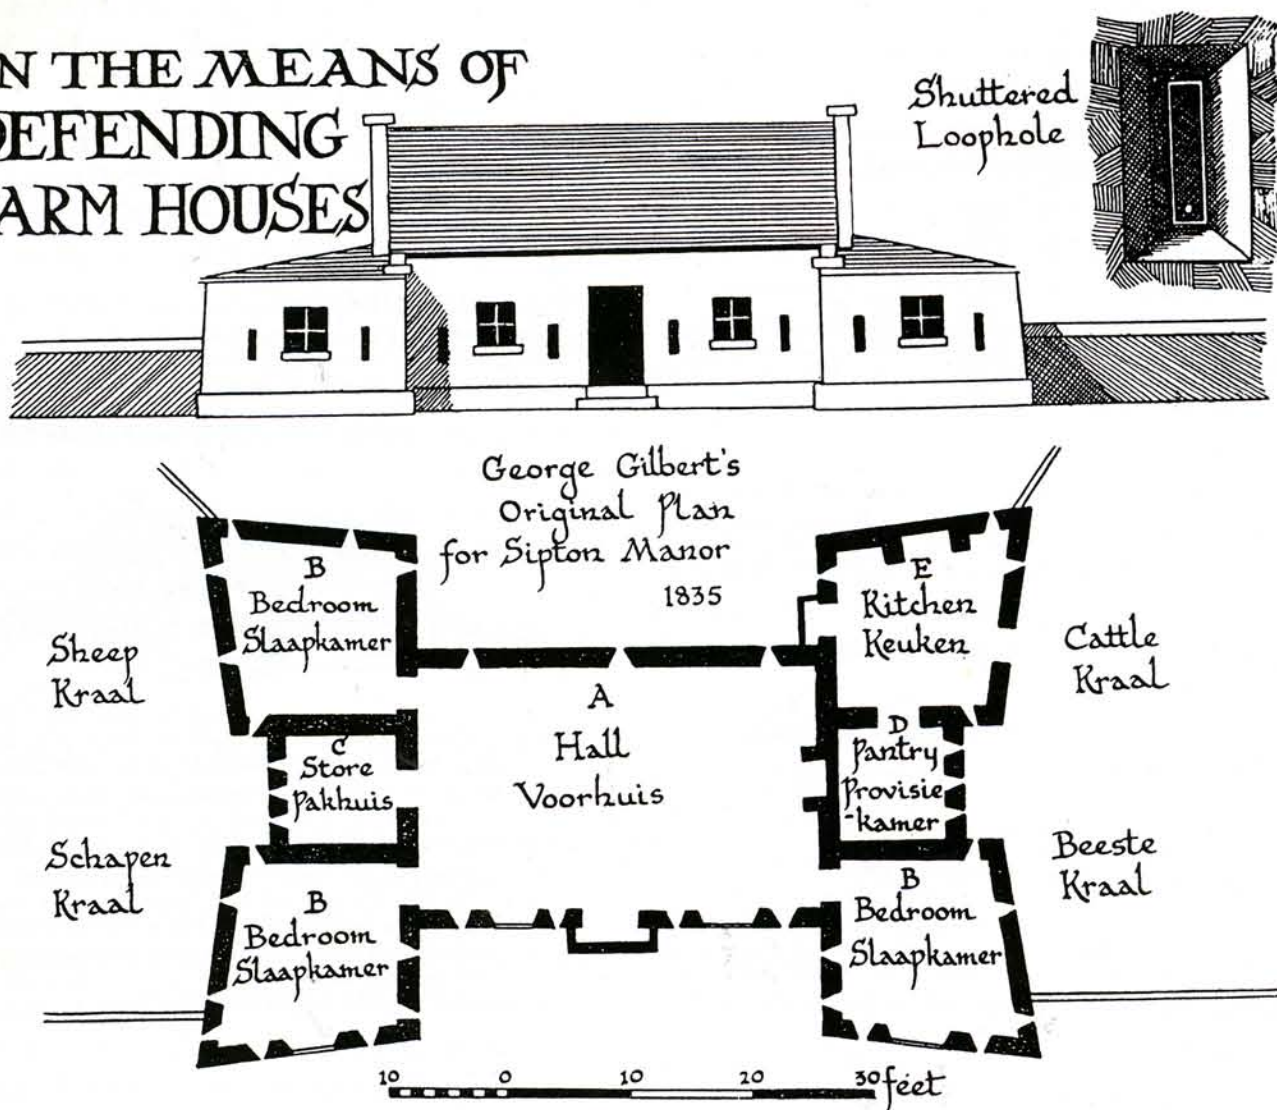 N THE MEANS OF
DEFENDING
ARM HOUSES
Shuttered
Loophole
George Gilbert's
Original Plan
for Sipton Manor
1835
B
Bedroom
Slaapkamer
E
Kitchen
Keuken
Sheep
Kraal
Cattle
Kraal
A
Hall
Voorhuis
C
Store
Pakhuis
D
Pantry
Provisie
-kamer
Schapen
Kraal
Beeste
Kraal
B
Bedroom
Slaapkamer
B
Bedroom
Slaapkamer
10 0 10 20 30 feet